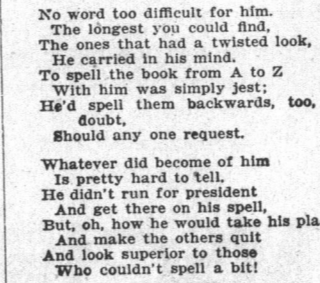 No word too difficult for him.
The longest you could find,
The ones that had a twisted look,
He carried in his mind.
To spell the book from A to Z
With him was simply jest;
He'd spell them backwards, too,
doubt,
Should any one request.
Whatever did become of him
Is pretty hard to tell.
He didn't run for president
And get there on his spell,
But, oh, how he would take his pla
And make the others quit
And look superior to those
Who couldn't spell a bit!